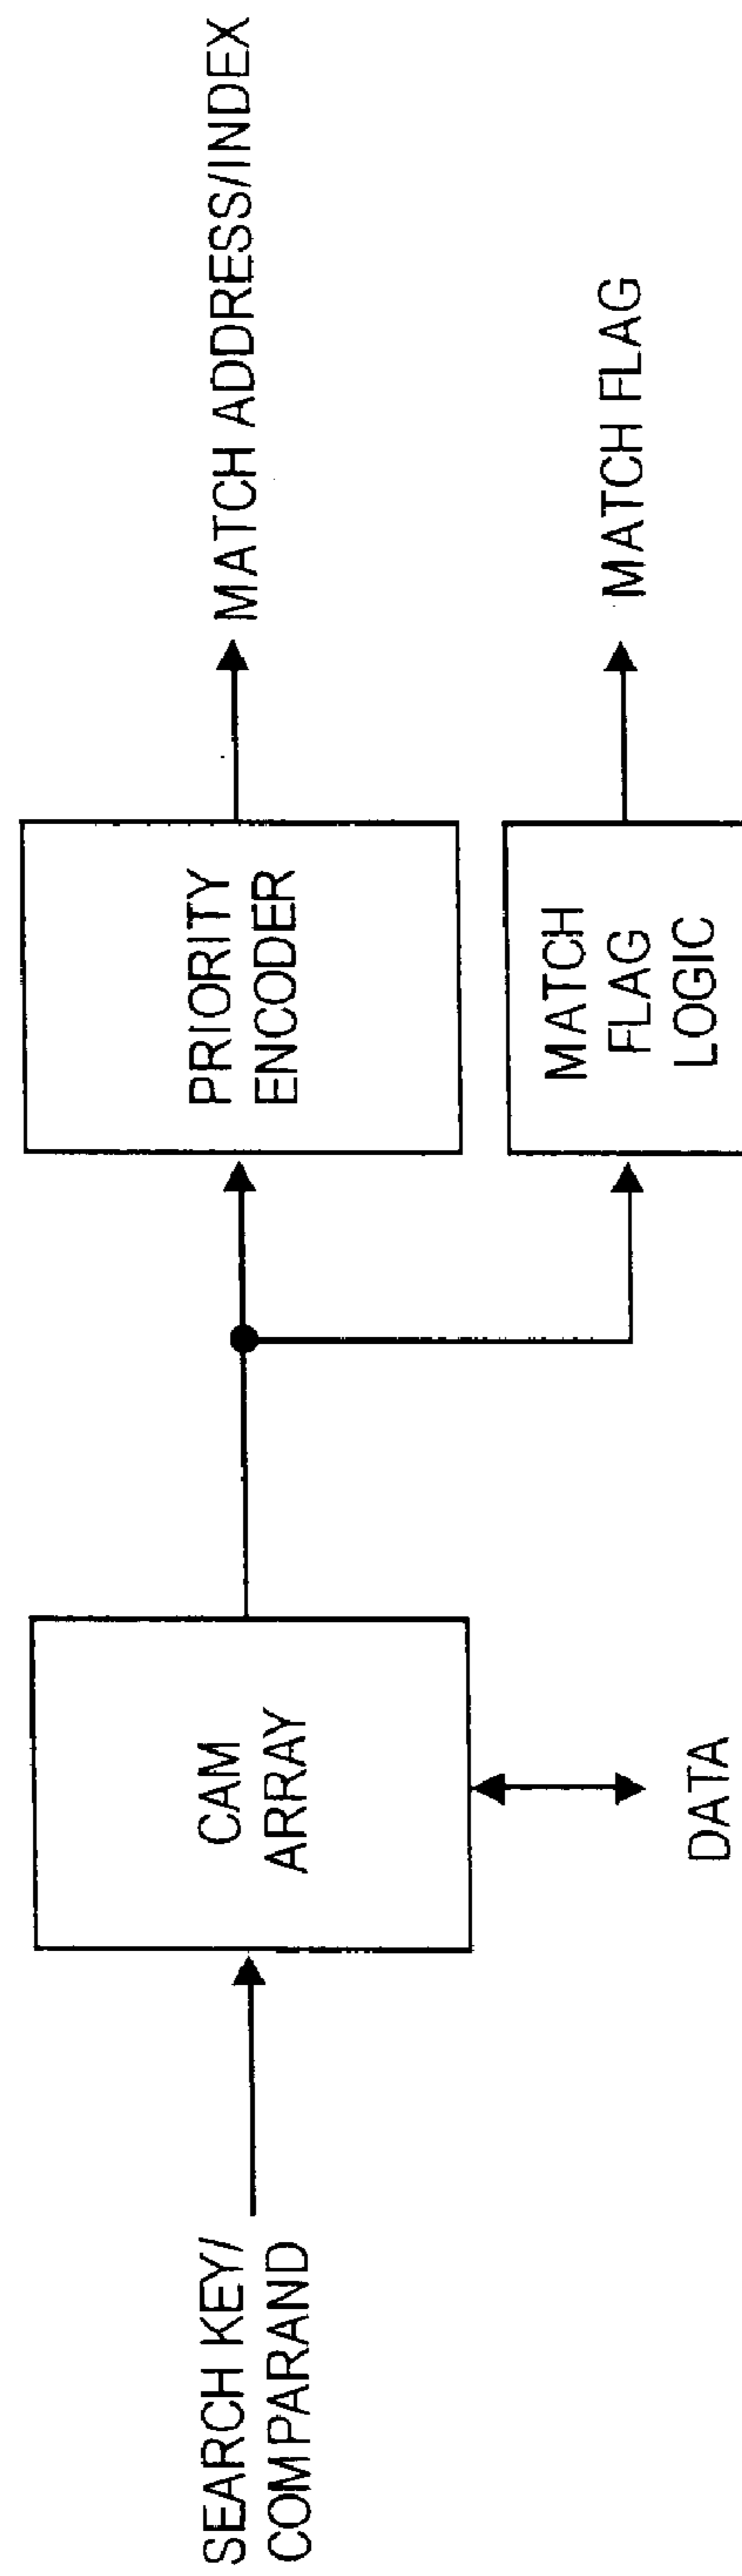 SEARCH KEY/
COMPARAND
CAM
ARRAY
DATA
PRIORITY
ENCODER
MATCH
FLAG
LOGIC
MATCH ADDRESS/INDEX
MATCH FLAG